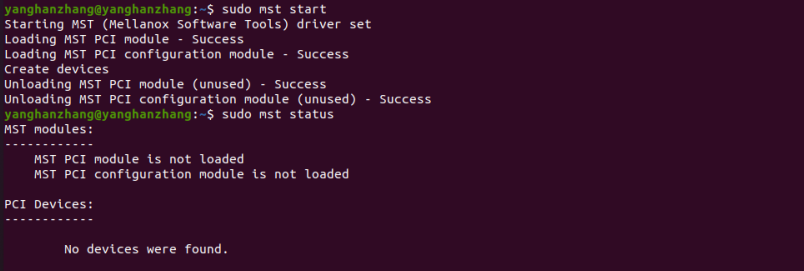 yanghanzhang@yanghanzhang:~$ sudo mst start
Starting MST (Mellanox Software Tools) driver set
Loading MST PCI module - Success
Loading MST PCI configuration module - Success
Create devices
Unloading MST PCI module (unused) - Success
Unloading MST PCI configuration module (unused) - Success
yanghanzhang@yanghanzhang:~$ sudo mst status
MST modules:
------------
    MST PCI module is not loaded
    MST PCI configuration module is not loaded
PCI Devices:
------------
        No devices were found.